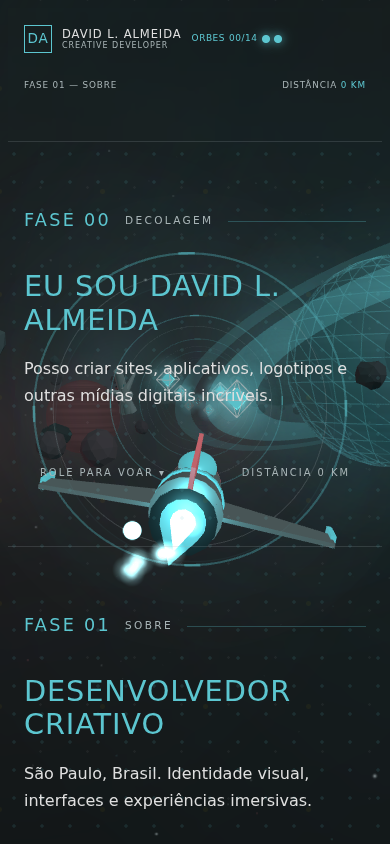 DA
DAVID L. ALMEIDA
CREATIVE DEVELOPER
ORBES 00/14
FASE 01 — SOBRE
DISTÂNCIA 0 KM
FASE 00 DECOLAGEM
EU SOU DAVID L.
ALMEIDA
Posso criar sites, aplicativos, logotipos e
outras mídias digitais incríveis.
ROLE PARA VOAR ▾
DISTÂNCIA 0 KM
FASE 01 SOBRE
DESENVOLVEDOR
CRIATIVO
São Paulo, Brasil. Identidade visual,
interfaces e experiências imersivas.